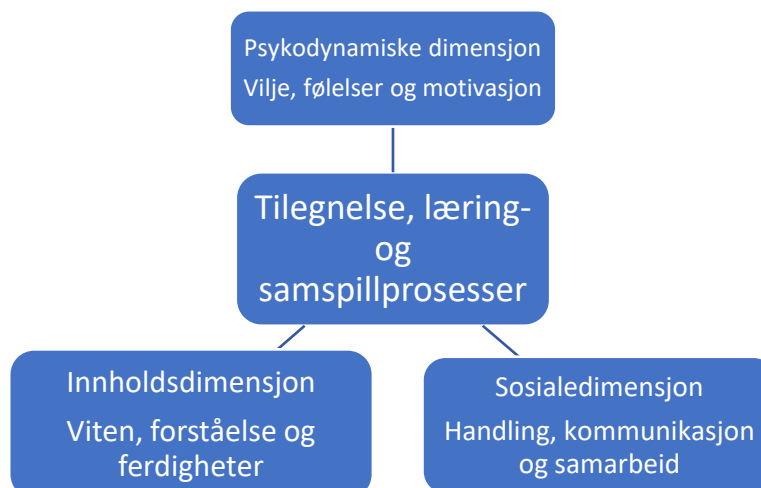 Psykodynamiske dimensjon
Vilje, følelser og motivasjon
Tilegnelse, læring-
og
samspillprosesser
Innholdsdimensjon
Viten, forståelse og
ferdigheter
Sosialedimensjon
Handling, kommunikasjon
og samarbeid